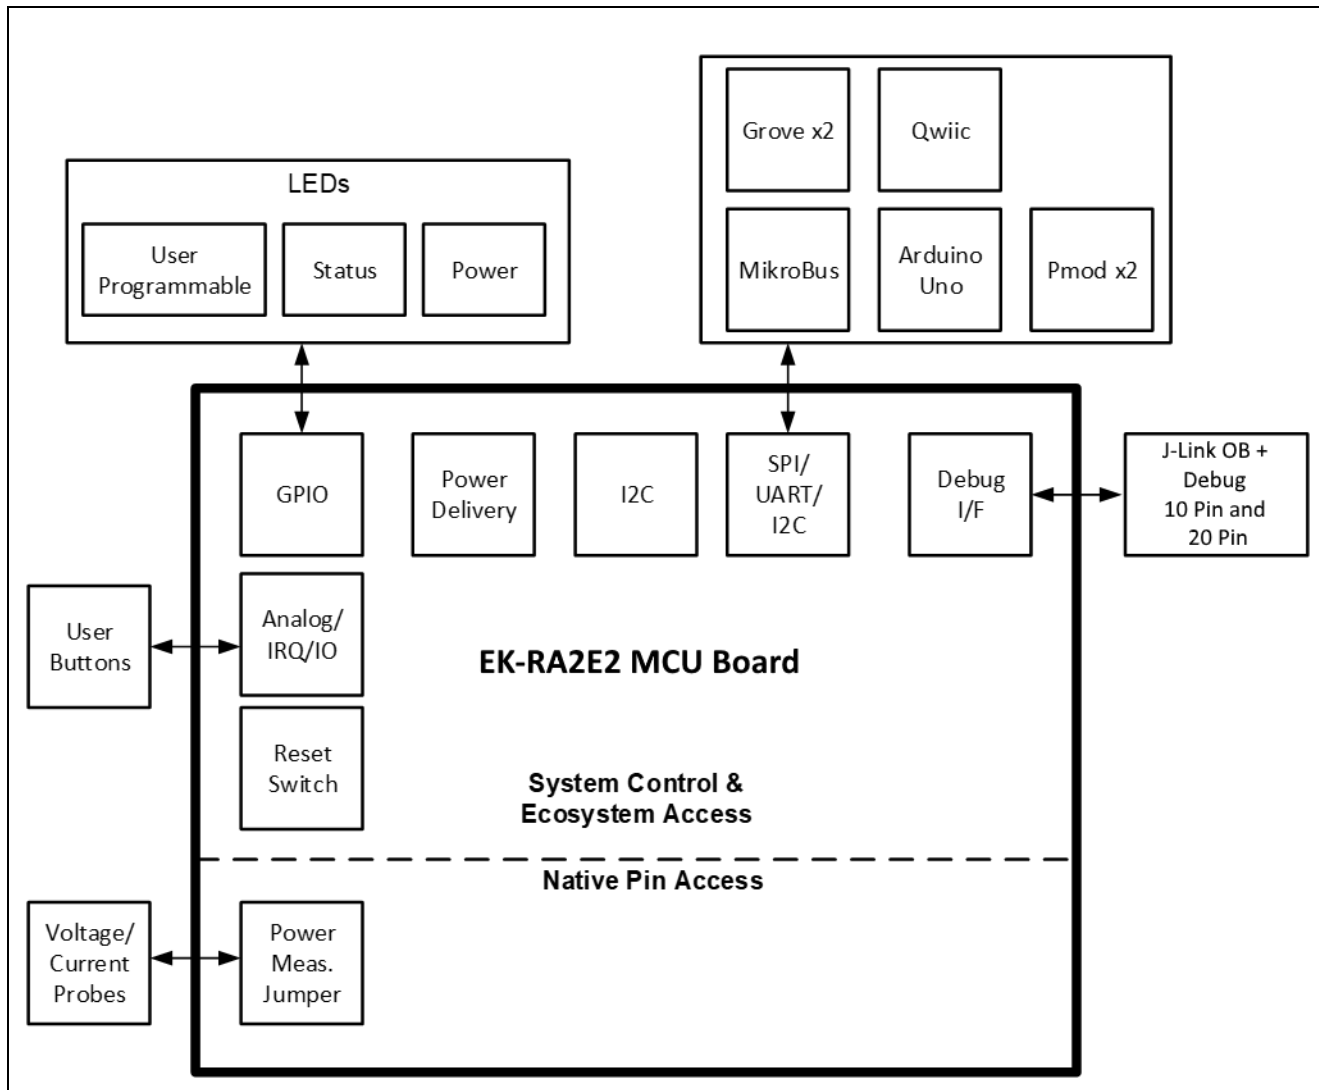 Grove x2
Qwiic
LEDs
User
Programmable
Status
Power
MikroBus
Arduino
Uno
Pmod x2
GPIO
Power
Delivery
I2C
SPI/
UART/
I2C
Debug
I/F
J-Link OB +
Debug
10 Pin and
20 Pin
User
Buttons
Analog/
IRQ/IO
EK-RA2E2 MCU Board
Reset
Switch
System Control &
Ecosystem Access
Native Pin Access
Voltage/
Current
Probes
Power
Meas.
Jumper